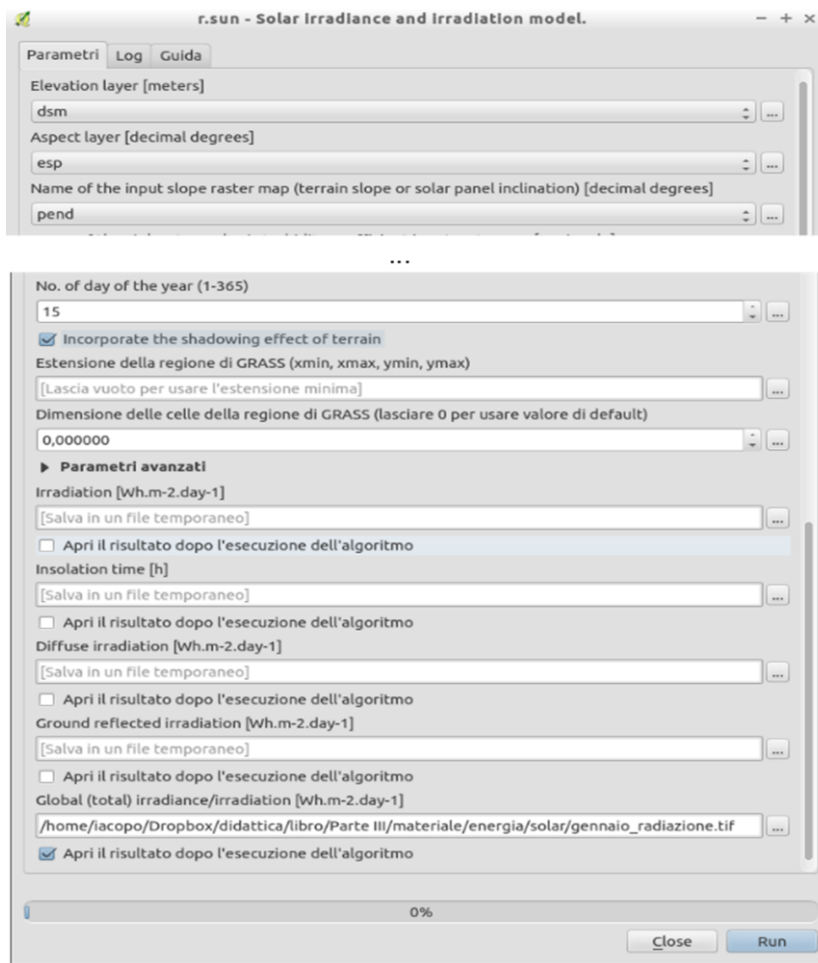 r.sun - Solar irradiance and irradiation model.
Parametri Log Guida
Elevation layer [meters]
dsm
...
Aspect layer [decimal degrees]
esp
...
Name of the input slope raster map (terrain slope or solar panel inclination) [decimal degrees]
pend
...
...
No. of day of the year (1-365)
15
...
Incorporate the shadowing effect of terrain
Estensione della regione di GRASS (xmin, xmax, ymin, ymax)
[Lascia vuoto per usare l'estensione minima]
...
Dimensione delle celle della regione di GRASS (lasciare 0 per usare valore di default)
0,000000
...
Parametri avanzati
Irradiation [Wh.m-2.day-1]
[Salva in un file temporaneo]
...
Apri il risultato dopo l'esecuzione dell'algoritmo
Insolation time [h]
[Salva in un file temporaneo]
...
Apri il risultato dopo l'esecuzione dell'algoritmo
Diffuse irradiation [Wh.m-2.day-1]
[Salva in un file temporaneo]
...
Apri il risultato dopo l'esecuzione dell'algoritmo
Ground reflected irradiation [Wh.m-2.day-1]
[Salva in un file temporaneo]
...
Apri il risultato dopo l'esecuzione dell'algoritmo
Global (total) irradiance/irradiation [Wh.m-2.day-1]
/home/iacopo/Dropbox/didattica/libro/Parte III/materiale/energia/solar/gennaio_radiazione.tif
...
Apri il risultato dopo l'esecuzione dell'algoritmo
0%
Close Run